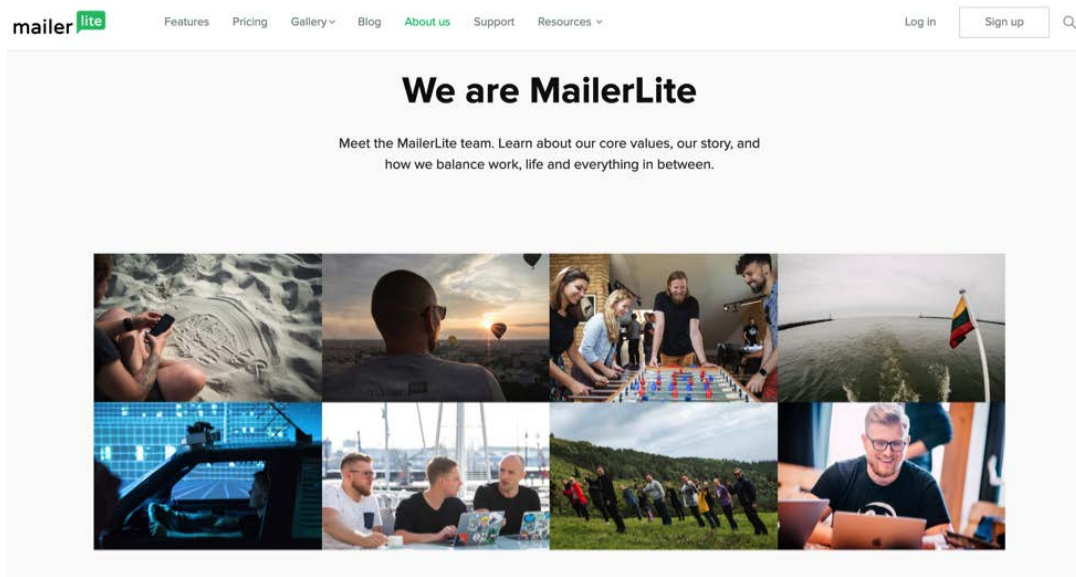 mailer lite
Features Pricing Gallery Blog About us Support Resources Log in Sign up
We are MailerLite
Meet the MailerLite team. Learn about our core values, our story, and
how we balance work, life and everything in between.